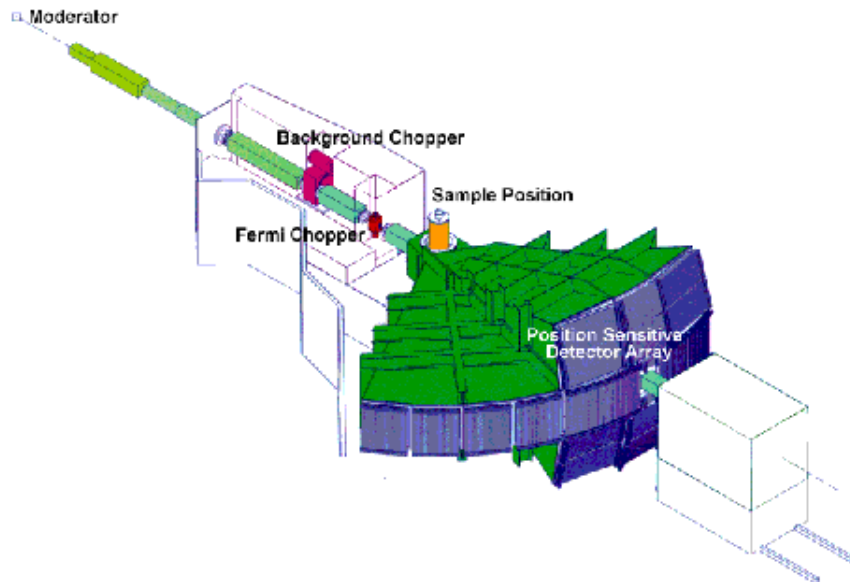 Moderator
Background Chopper
Sample Position
Fermi Chopper
Position Sensitive
Detector Array